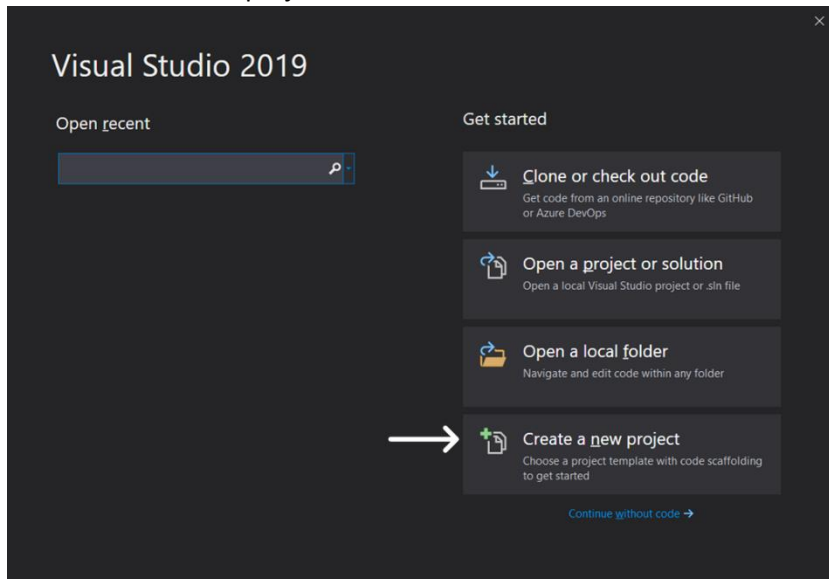 Visual Studio 2019
Open recent
Get started
Clone or check out code
Get code from an online repository like GitHub
or Azure DevOps
Open a project or solution
Open a local Visual Studio project or .sln file
Open a local folder
Navigate and edit code within any folder
Create a new project
Choose a project template with code scaffolding
to get started
Continue without code →